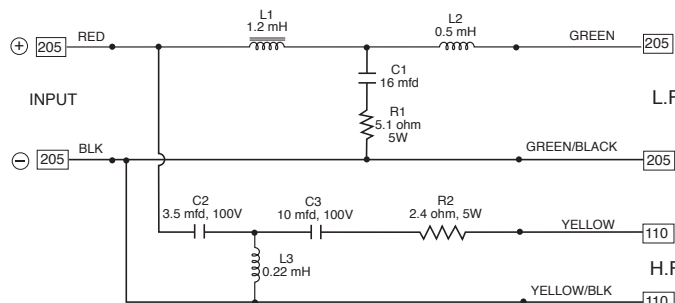 L1
1.2 mH
L2
0.5 mH
+ 205 RED
GREEN 205
C1
16 mfd
INPUT
L.F
R1
5.1 ohm
5W
− 205 BLK
GREEN/BLACK 205
C2
3.5 mfd, 100V
C3
10 mfd, 100V
R2
2.4 ohm, 5W
YELLOW 110
L3
0.22 mH
H.F
YELLOW/BLK 110